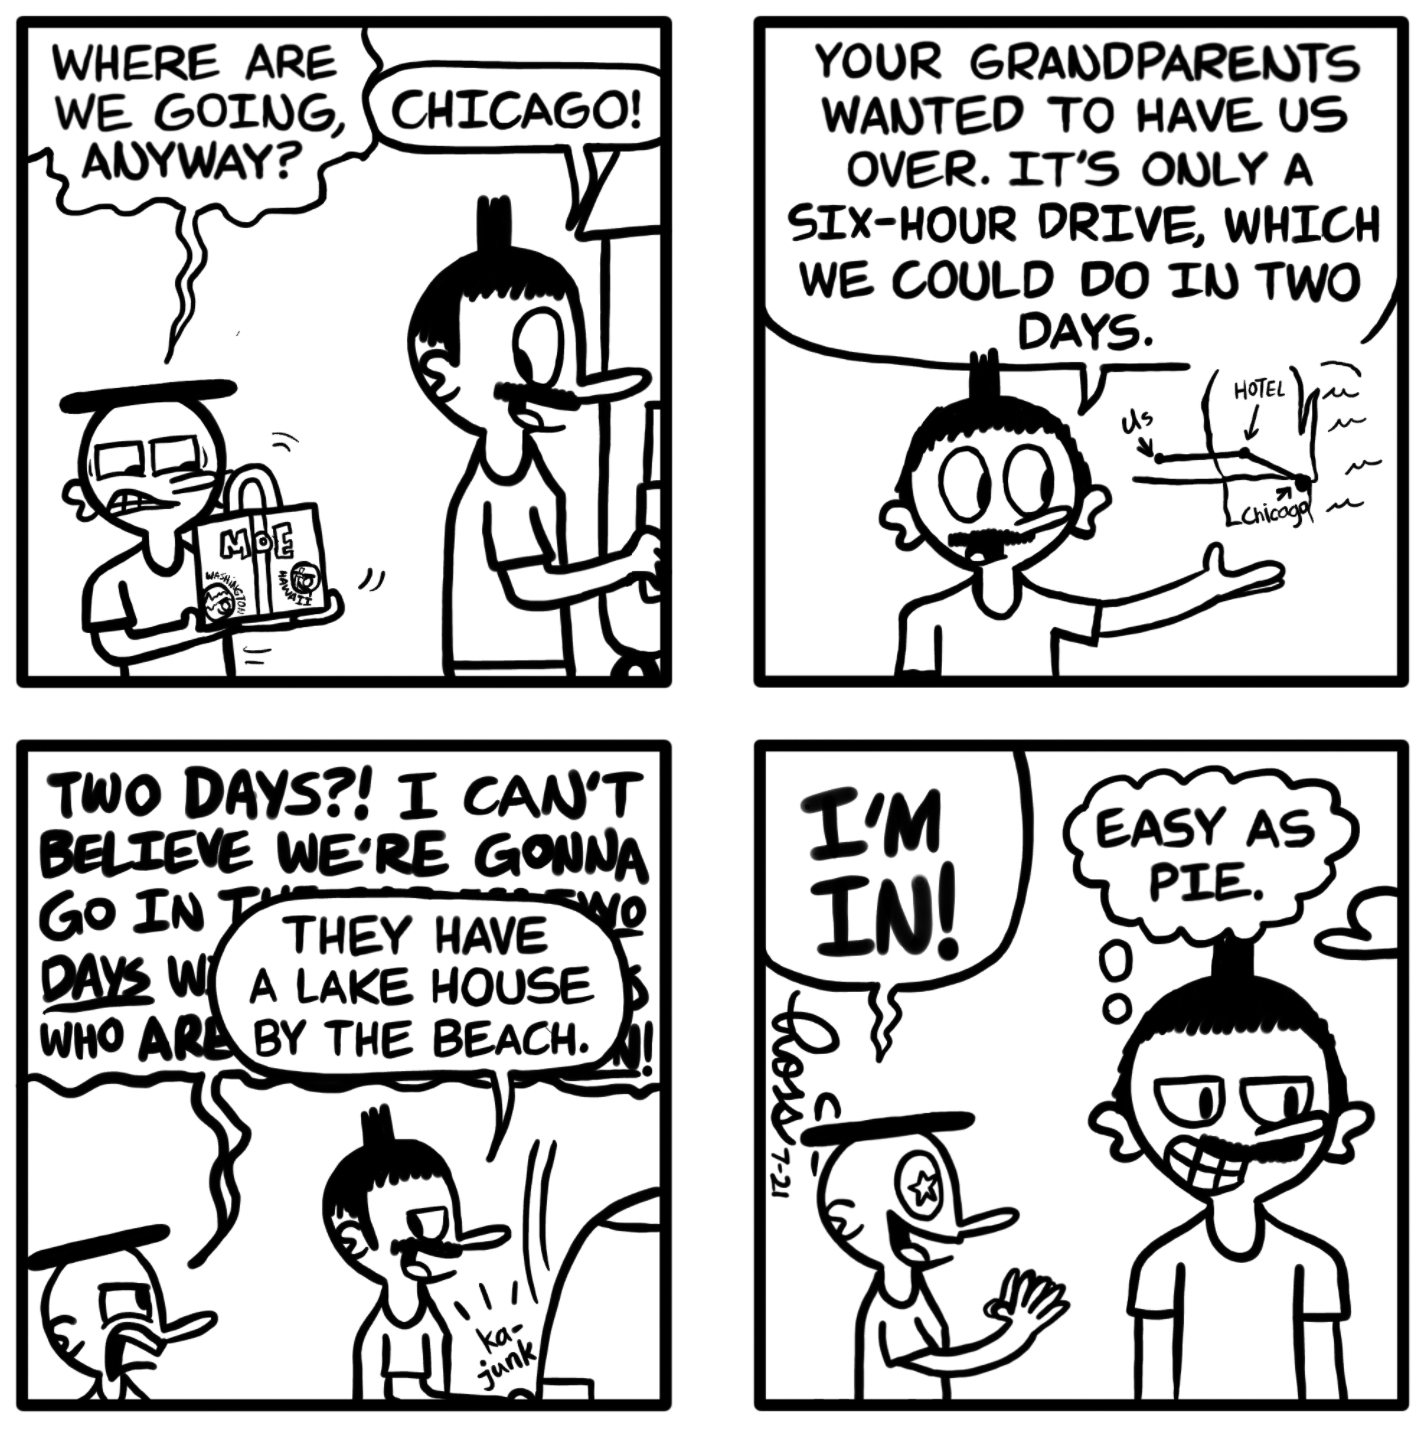 WHERE ARE
WE GOING,
ANYWAY?
CHICAGO!
MOE
WASHINGTON
HAWAII
YOUR GRANDPARENTS
WANTED TO HAVE US
OVER. IT'S ONLY A
SIX-HOUR DRIVE, WHICH
WE COULD DO IN TWO
DAYS.
Us
HOTEL
Chicago
TWO DAYS?! I CAN'T
BELIEVE WE'RE GONNA
GO IN TWO
DAYS
WHO ARE
THEY HAVE
A LAKE HOUSE
BY THE BEACH.
ka-
junk
I'M
IN!
EASY AS
PIE.
Ross
7-21